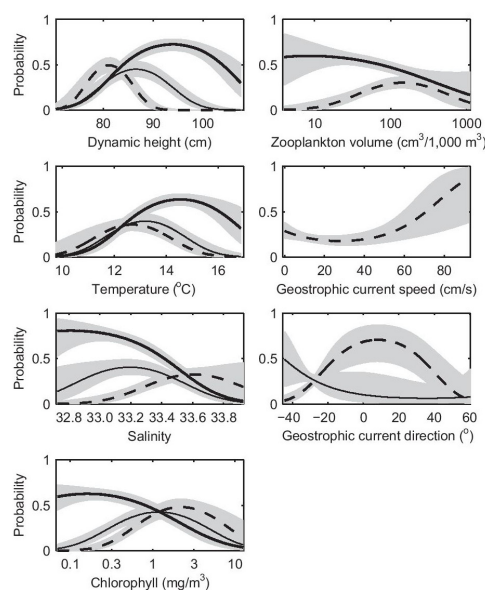 Probability
1
0.5
0
80 90 100
Dynamic height (cm)
1
0.5
0
10 100 1000
Zooplankton volume (cm³/1,000 m³)
Probability
1
0.5
0
10 12 14 16
Temperature (°C)
1
0.5
0
0 20 40 60 80
Geostrophic current speed (cm/s)
Probability
1
0.5
0
32.8 33.0 33.2 33.4 33.6 33.8
Salinity
1
0.5
0
−40 −20 0 20 40 60
Geostrophic current direction (°)
Probability
1
0.5
0
0.1 0.3 1 3 10
Chlorophyll (mg/m³)